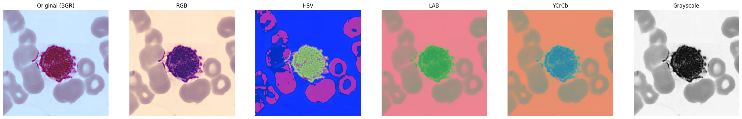 Original (BGR)
RGB
HSV
LAB
YCrCb
Grayscale